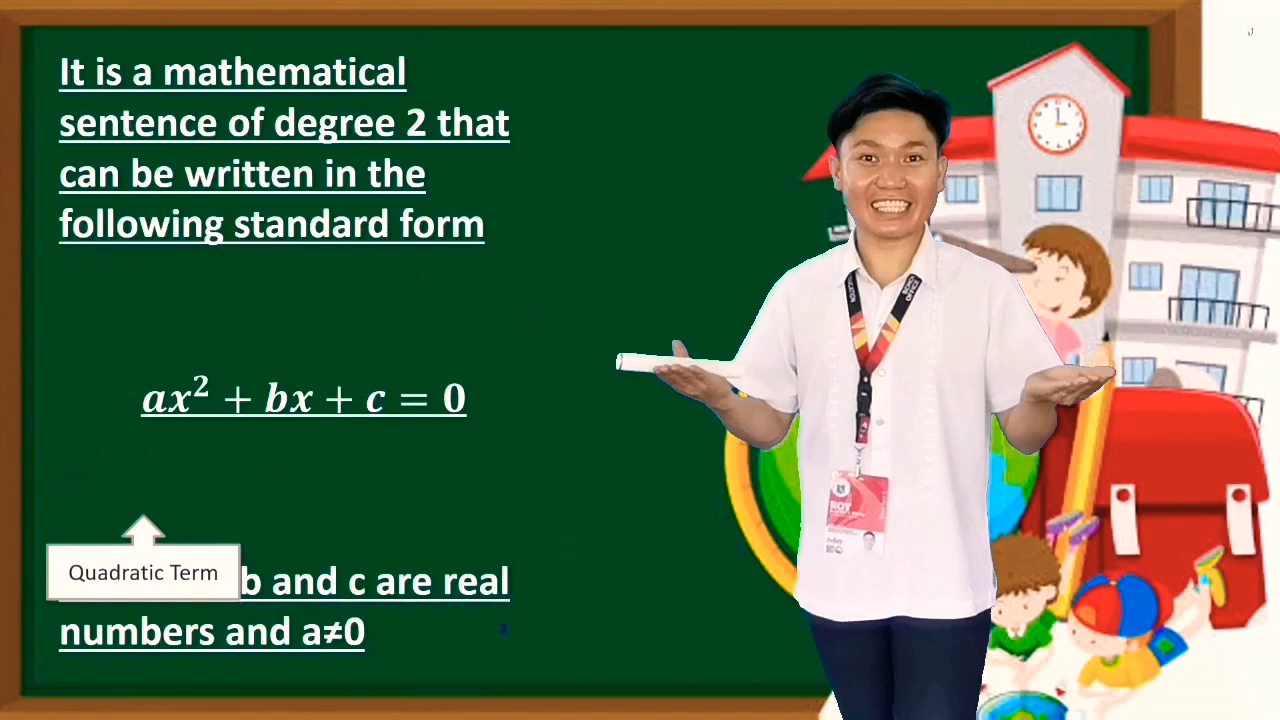 It is a mathematical
sentence of degree 2 that
can be written in the
following standard form
ax² + bx + c = 0
Quadratic Term
b and c are real
numbers and a≠0
ROY